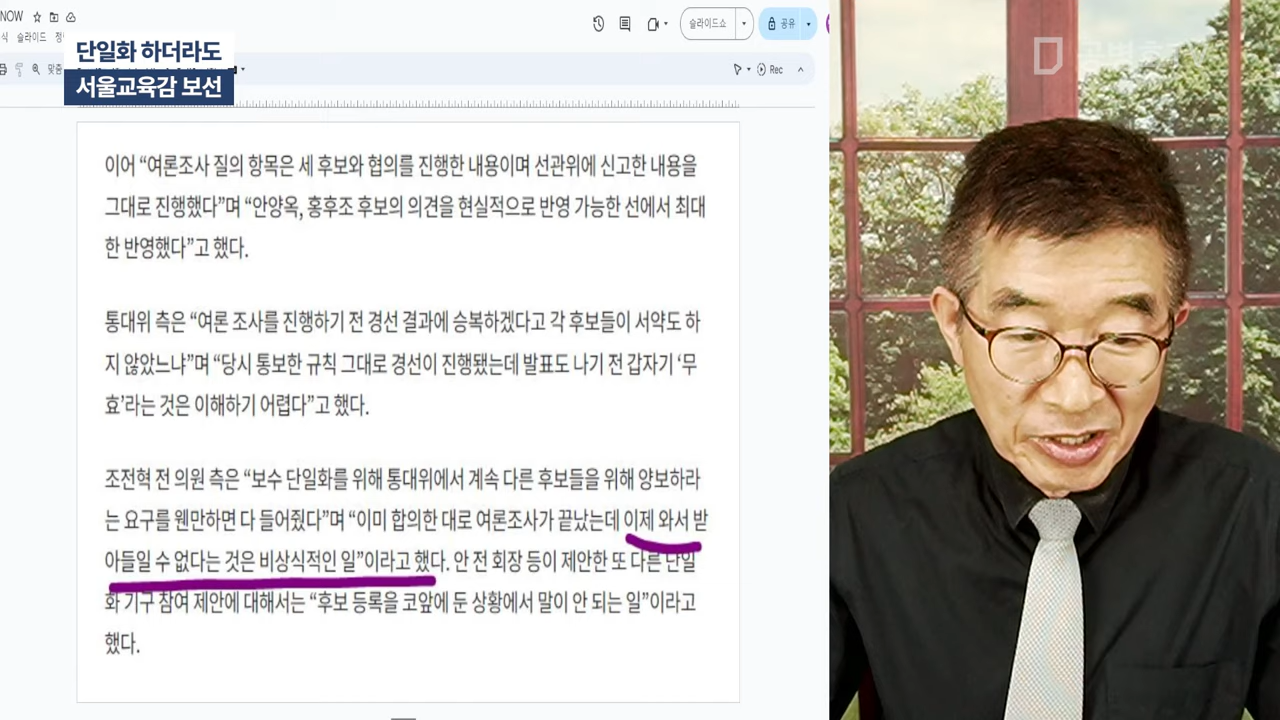 NOW
슬라이드
슬라이드쇼
공유
맞춤
Rec
단일화 하더라도
서울교육감 보선
이어 “여론조사 질의 항목은 세 후보와 협의를 진행한 내용이며 선관위에 신고한 내용을
그대로 진행했다”며 “안양옥, 홍후조 후보의 의견을 현실적으로 반영 가능한 선에서 최대
한 반영했다”고 했다.
통대위 측은 “여론 조사를 진행하기 전 경선 결과에 승복하겠다고 각 후보들이 서약도 하
지 않았느냐”며 “당시 통보한 규칙 그대로 경선이 진행됐는데 발표도 나기 전 갑자기 ‘무
효’라는 것은 이해하기 어렵다”고 했다.
조전혁 전 의원 측은 “보수 단일화를 위해 통대위에서 계속 다른 후보들을 위해 양보하라
는 요구를 웬만하면 다 들어줬다”며 “이미 합의한 대로 여론조사가 끝났는데 이제 와서 받
아들일 수 없다는 것은 비상식적인 일”이라고 했다. 안 전 회장 등이 제안한 또 다른 단일
화 기구 참여 제안에 대해서는 “후보 등록을 코앞에 둔 상황에서 말이 안 되는 일”이라고
했다.